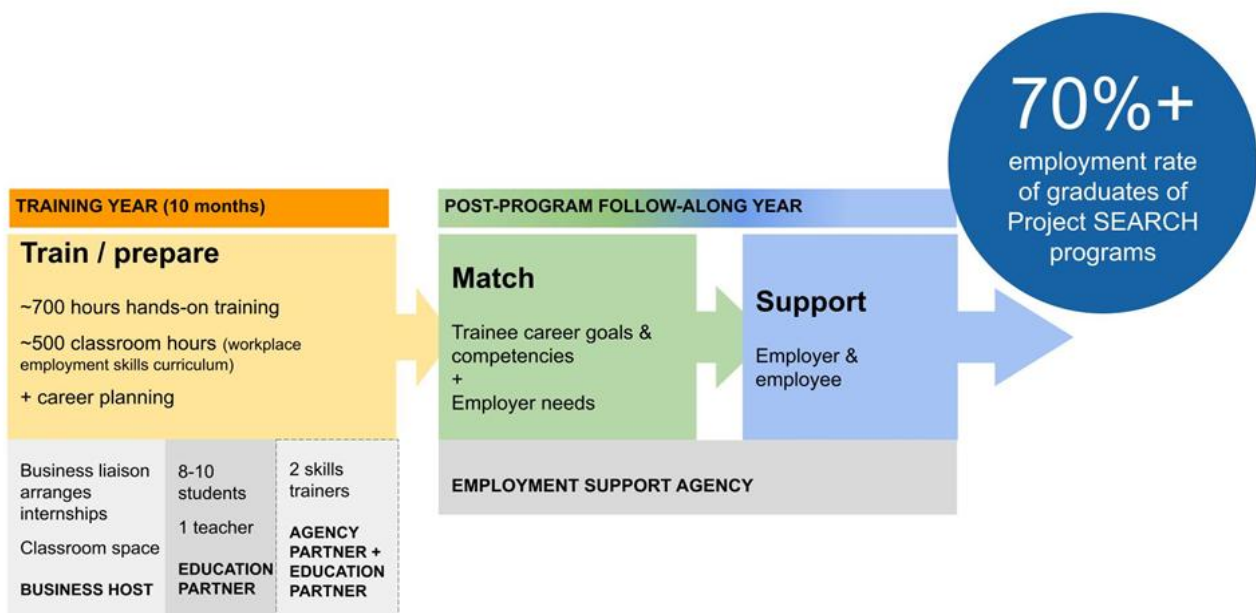 70%+
employment rate
of graduates of
Project SEARCH
programs
TRAINING YEAR (10 months)
Train / prepare
~700 hours hands-on training
~500 classroom hours (workplace
employment skills curriculum)
+ career planning
Business liaison
arranges
internships
Classroom space
BUSINESS HOST
8-10
students
1 teacher
EDUCATION
PARTNER
2 skills
trainers
AGENCY
PARTNER +
EDUCATION
PARTNER
POST-PROGRAM FOLLOW-ALONG YEAR
Match
Trainee career goals &
competencies
+
Employer needs
Support
Employer &
employee
EMPLOYMENT SUPPORT AGENCY